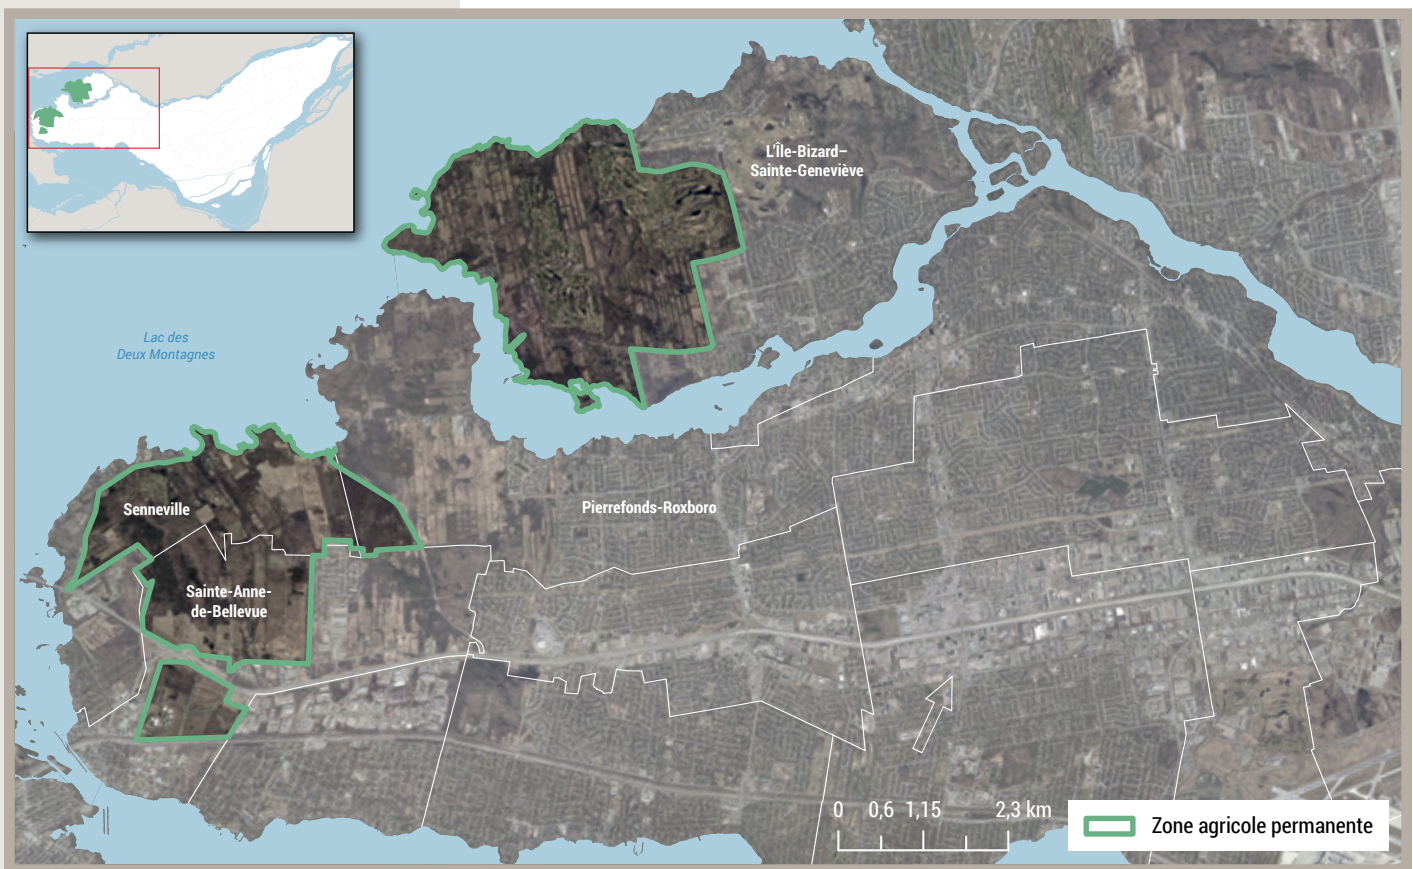 L'Île-Bizard–
Sainte-Geneviève
Lac des
Deux Montagnes
Senneville
Pierrefonds-Roxboro
Sainte-Anne-
de-Bellevue
0 0,6 1,15 2,3 km
Zone agricole permanente